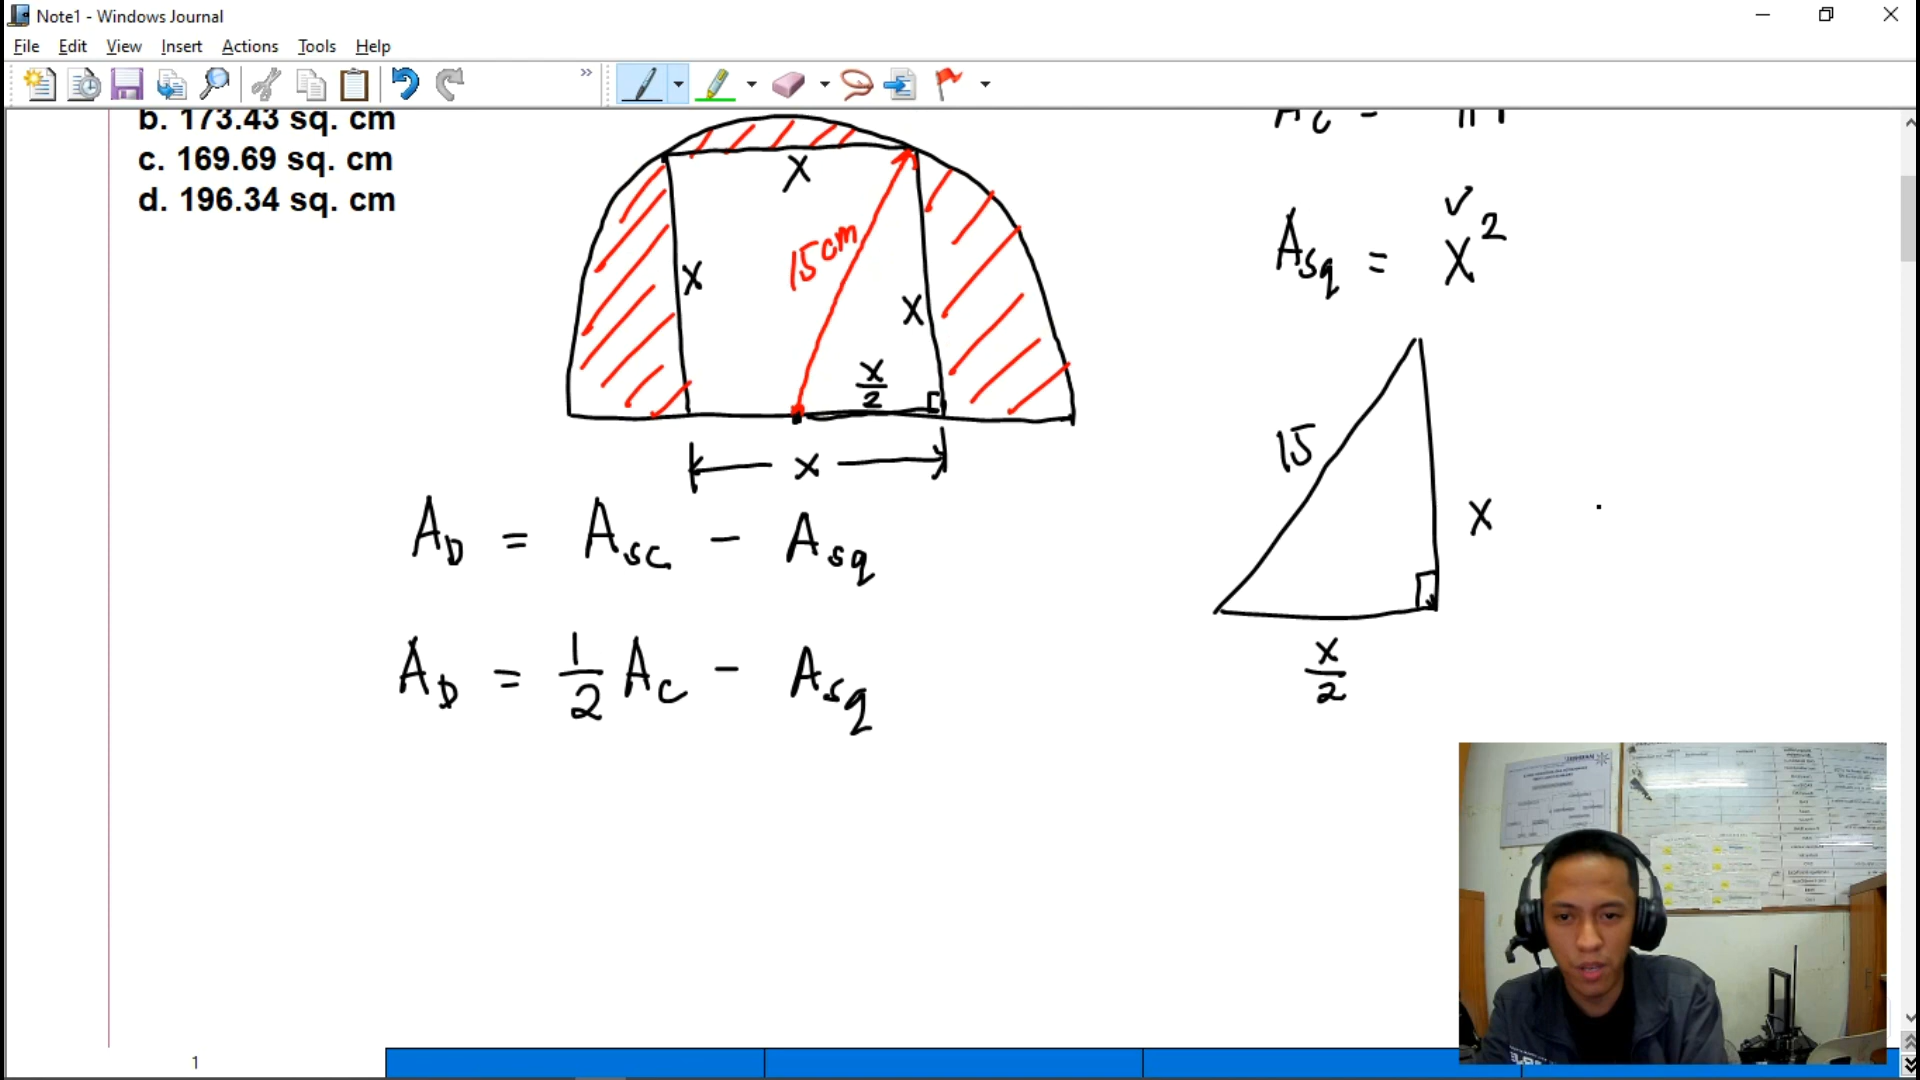 Note1 - Windows Journal
File Edit View Insert Actions Tools Help
b. 173.43 sq. cm
c. 169.69 sq. cm
d. 196.34 sq. cm
x
x
15cm
x
x/2
x
A_C =
A_sq = x^2
15
x
x/2
A_D = A_sc - A_sq
A_D = 1/2 A_C - A_sq
1